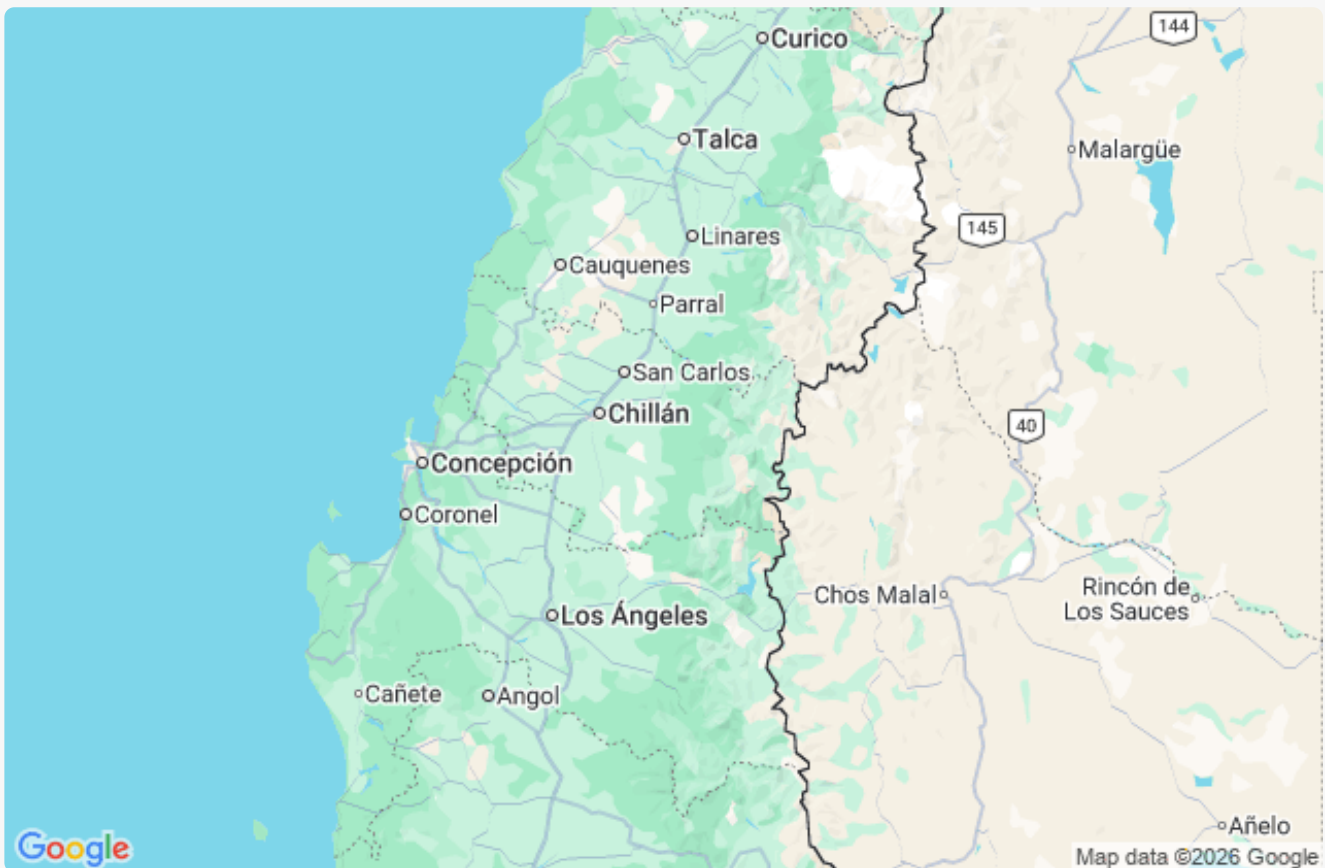 144
Curico
Talca
Malargüe
145
Linares
Cauquenes
Parral
San Carlos
Chillán
40
Concepción
Coronel
Chos Malal
Rincón de
Los Sauces
Los Ángeles
Cañete
Angol
Añelo
Google
Map data ©2026 Google